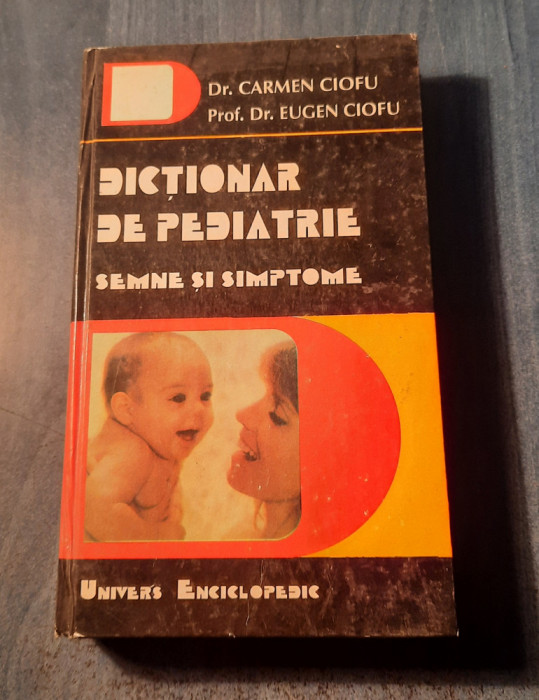 Dr. CARMEN CIOFU
Prof. Dr. EUGEN CIOFU
DICȚIONAR
DE PEDIATRIE
SEMNE ȘI SIMPTOME
UNIVERS ENCICLOPEDIC